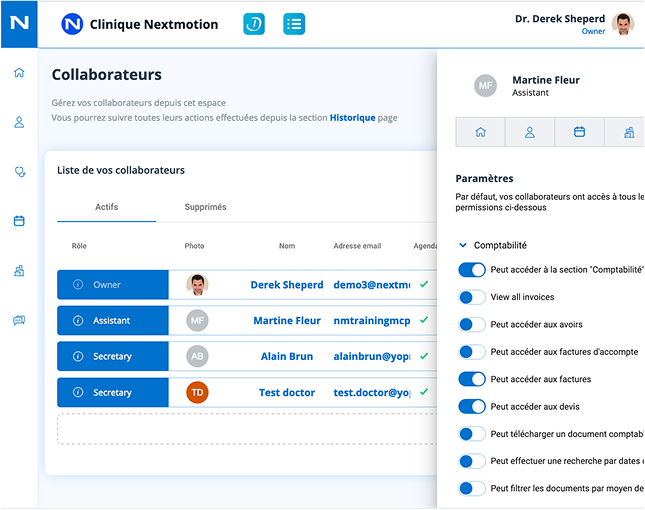 N
N
Clinique Nextmotion
Dr. Derek Sheperd
Owner
Collaborateurs
Gérez vos collaborateurs depuis cet espace
Vous pourrez suivre toutes leurs actions effectuées depuis la section Historique page
Liste de vos collaborateurs
Actifs
Supprimés
Rôle
Photo
Nom
Adresse email
Agenda
Owner
Derek Sheperd
demo3@nextm
Assistant
MF
Martine Fleur
nmtrainingmcp
Secretary
AB
Alain Brun
alainbrun@yop
Secretary
TD
Test doctor
test.doctor@yo
MF
Martine Fleur
Assistant
Paramètres
Par défaut, vos collaborateurs ont accès à tous le
permissions ci-dessous
Comptabilité
Peut accéder à la section "Comptabilité"
View all invoices
Peut accéder aux avoirs
Peut accéder aux factures d'accompte
Peut accéder aux factures
Peut accéder aux devis
Peut télécharger un document comptab
Peut effectuer une recherche par dates
Peut filtrer les documents par moyen de